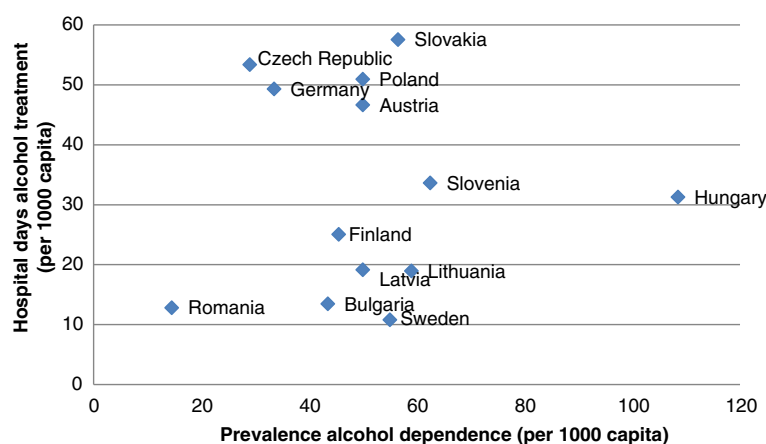 60
50
40
30
20
10
0
Hospital days alcohol treatment
(per 1000 capita)
Slovakia
Czech Republic
Poland
Germany
Austria
Slovenia
Hungary
Finland
Lithuania
Latvia
Romania
Bulgaria
Sweden
0 20 40 60 80 100 120
Prevalence alcohol dependence (per 1000 capita)